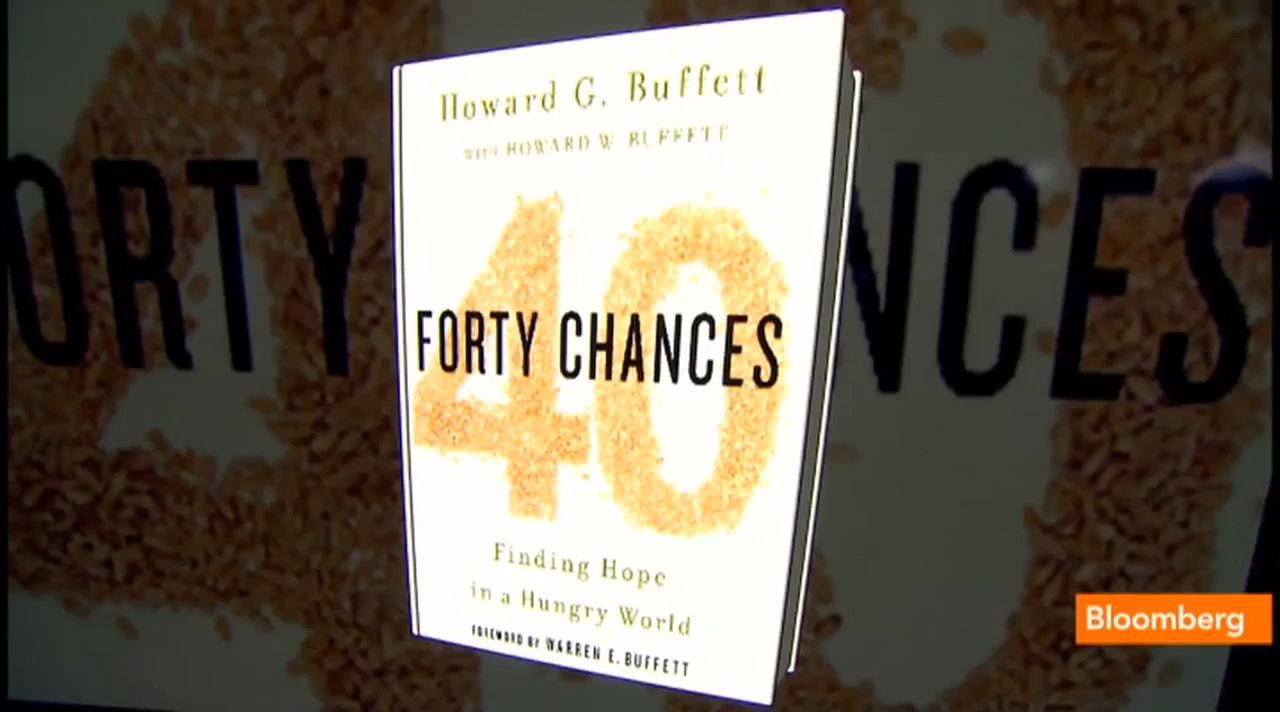 Howard G. Buffett
WITH HOWARD W. BUFFETT
40
FORTY CHANCES
Finding Hope
in a Hungry World
FOREWORD BY WARREN E. BUFFETT
ORTY
NCES
Bloomberg